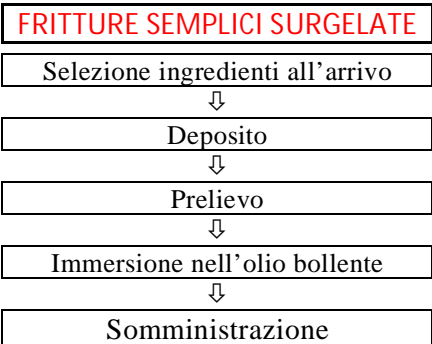 FRITTURE SEMPLICI SURGELATE
Selezione ingredienti all'arrivo
⇩
Deposito
⇩
Prelievo
⇩
Immersione nell'olio bollente
⇩
Somministrazione